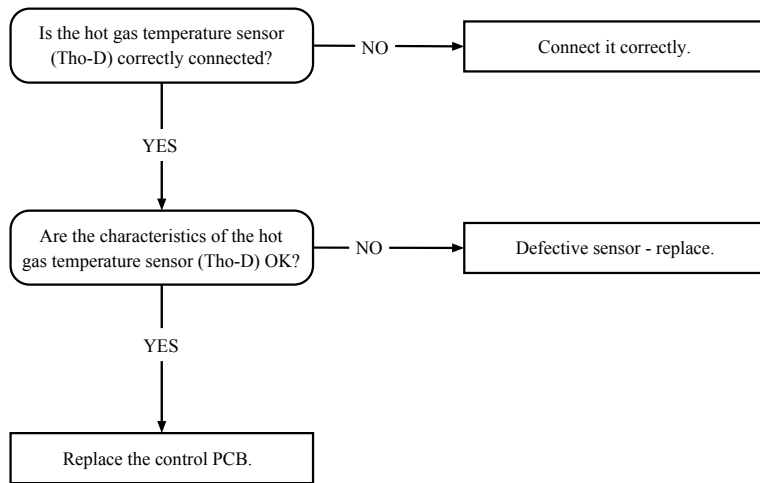 Is the hot gas temperature sensor
(Tho-D) correctly connected?
NO
Connect it correctly.
YES
Are the characteristics of the hot
gas temperature sensor (Tho-D) OK?
NO
Defective sensor - replace.
YES
Replace the control PCB.